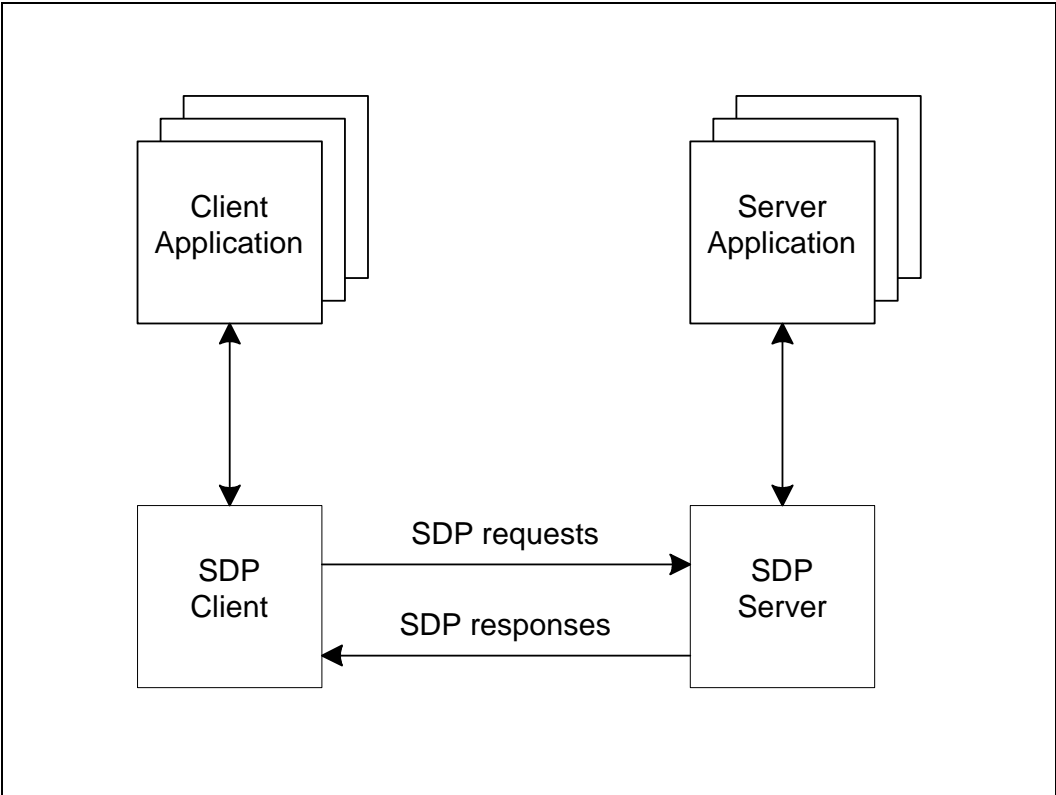 Client
Application
Server
Application
SDP requests
SDP
Client
SDP
Server
SDP responses